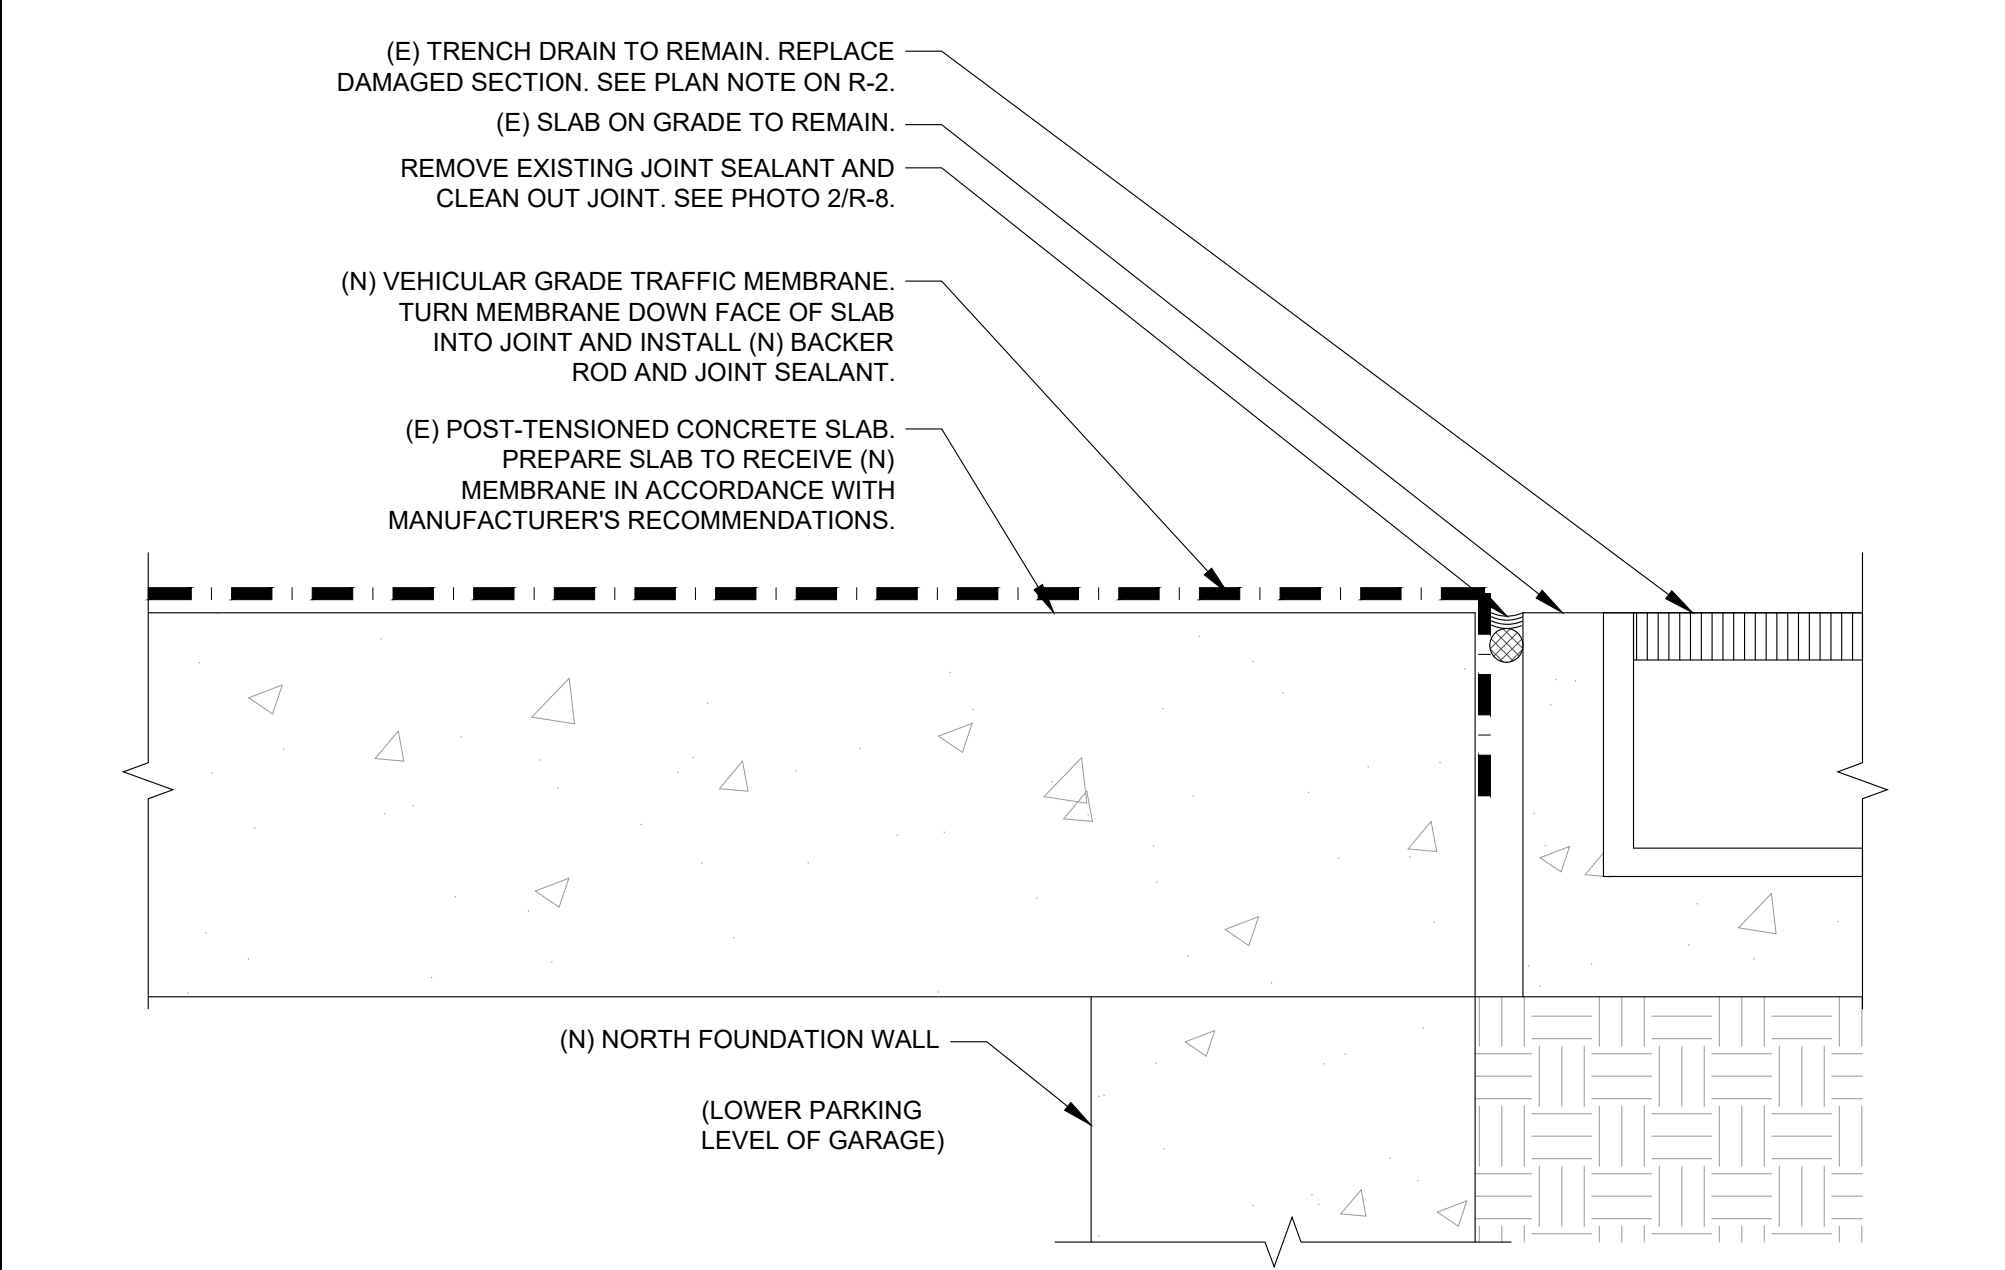 (E) TRENCH DRAIN TO REMAIN. REPLACE
DAMAGED SECTION. SEE PLAN NOTE ON R-2.
(E) SLAB ON GRADE TO REMAIN.
REMOVE EXISTING JOINT SEALANT AND
CLEAN OUT JOINT. SEE PHOTO 2/R-8.
(N) VEHICULAR GRADE TRAFFIC MEMBRANE.
TURN MEMBRANE DOWN FACE OF SLAB
INTO JOINT AND INSTALL (N) BACKER
ROD AND JOINT SEALANT.
(E) POST-TENSIONED CONCRETE SLAB.
PREPARE SLAB TO RECEIVE (N)
MEMBRANE IN ACCORDANCE WITH
MANUFACTURER'S RECOMMENDATIONS.
(N) NORTH FOUNDATION WALL
(LOWER PARKING
LEVEL OF GARAGE)